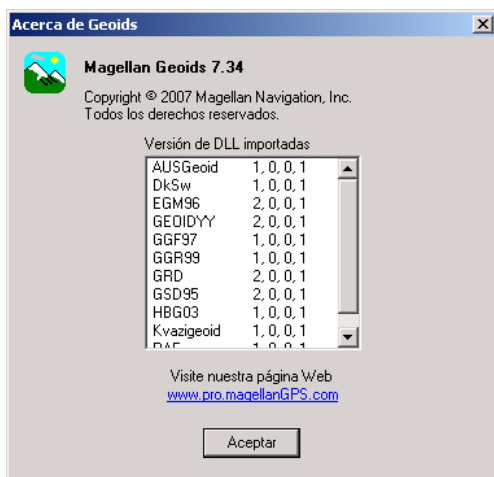 Acerca de Geoids
Magellan Geoids 7.34
Copyright © 2007 Magellan Navigation, Inc.
Todos los derechos reservados.
Versión de DLL importadas
AUSGeoid 1, 0, 0, 1
DkSw 1, 0, 0, 1
EGM96 2, 0, 0, 1
GEOIDYY 2, 0, 0, 1
GGF97 1, 0, 0, 1
GGR99 1, 0, 0, 1
GRD 2, 0, 0, 1
GSD95 2, 0, 0, 1
HBG03 1, 0, 0, 1
Kvazigeoid 1, 0, 0, 1
Visite nuestra página Web
www.pro.magellanGPS.com
Aceptar